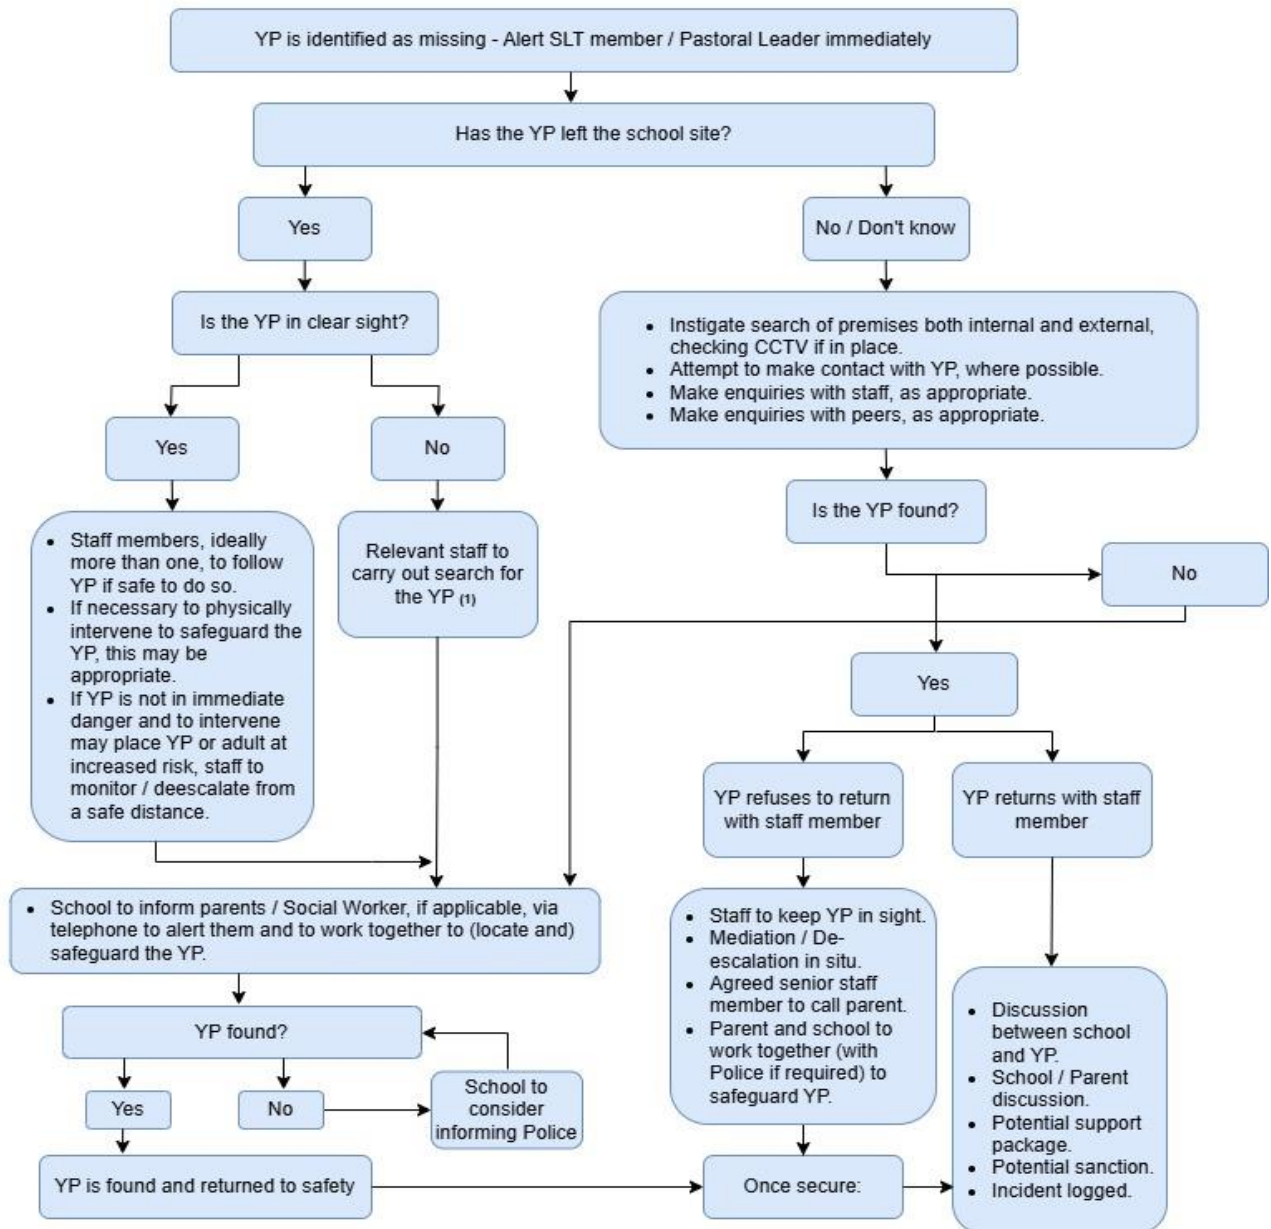 YP is identified as missing - Alert SLT member / Pastoral Leader immediately
Has the YP left the school site?
Yes
No / Don't know
Is the YP in clear sight?
• Instigate search of premises both internal and external,
checking CCTV if in place.
• Attempt to make contact with YP, where possible.
• Make enquiries with staff, as appropriate.
• Make enquiries with peers, as appropriate.
Yes
No
Is the YP found?
• Staff members, ideally
more than one, to follow
YP if safe to do so.
• If necessary to physically
intervene to safeguard the
YP, this may be
appropriate.
• If YP is not in immediate
danger and to intervene
may place YP or adult at
increased risk, staff to
monitor / deescalate from
a safe distance.
Relevant staff to
carry out search for
the YP (1)
No
Yes
YP refuses to return
with staff member
YP returns with staff
member
• School to inform parents / Social Worker, if applicable, via
telephone to alert them and to work together to (locate and)
safeguard the YP.
• Staff to keep YP in sight.
• Mediation / De-
escalation in situ.
• Agreed senior staff
member to call parent.
• Parent and school to
work together (with
Police if required) to
safeguard YP.
• Discussion
between school
and YP.
• School / Parent
discussion.
• Potential support
package.
• Potential sanction.
• Incident logged.
YP found?
Yes
No
School to
consider
informing Police
YP is found and returned to safety
Once secure: